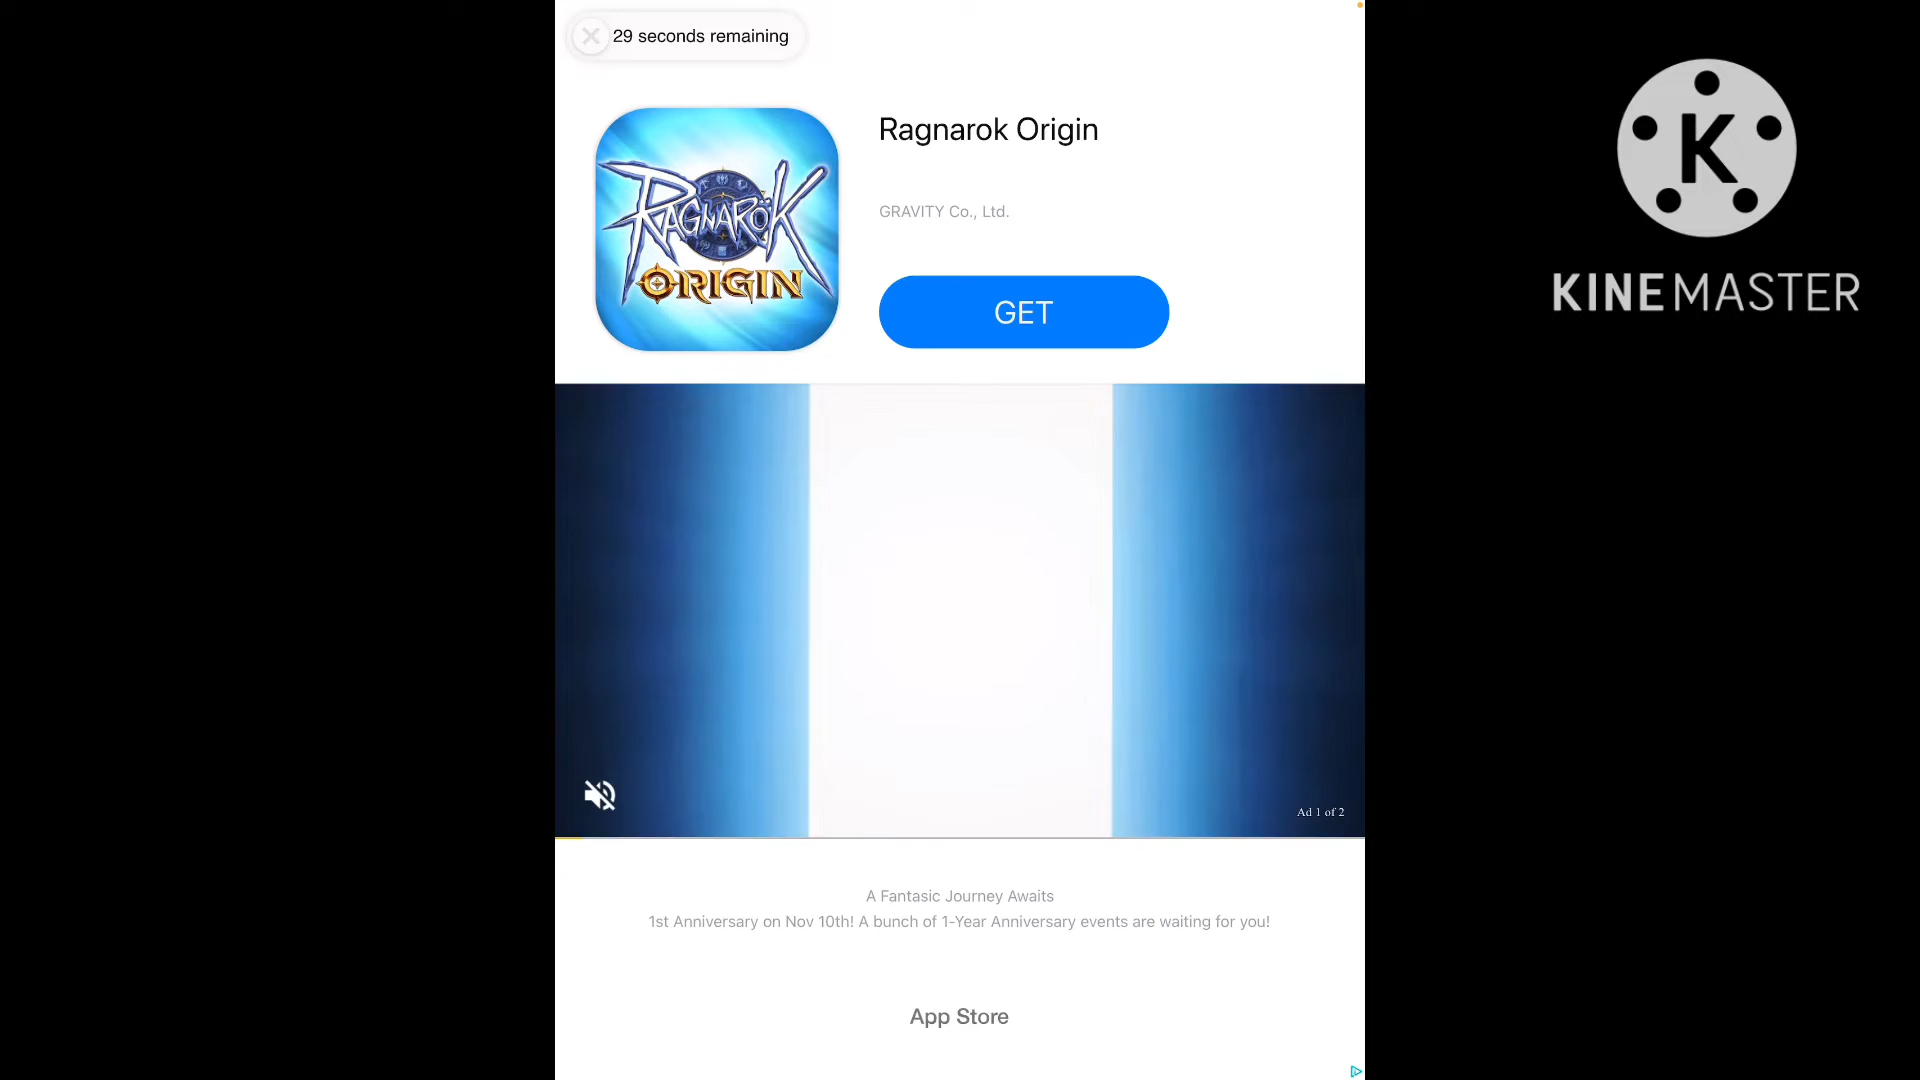 29 seconds remaining
Ragnarok Origin
GRAVITY Co., Ltd.
RAGNARÖK
ORIGIN
GET
K
KINEMASTER
Ad 1 of 2
A Fantasic Journey Awaits
1st Anniversary on Nov 10th! A bunch of 1-Year Anniversary events are waiting for you!
App Store